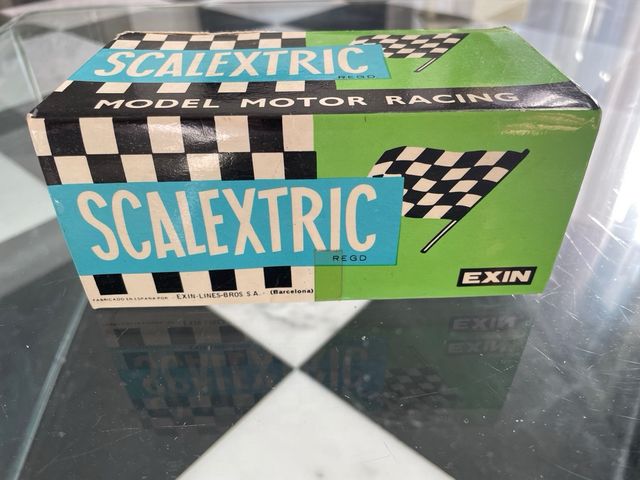 SCALEXTRIC
REGD
MODEL MOTOR RACING
SCALEXTRIC
REGD
EXIN
FABRICADO EN ESPAÑA POR - EXIN-LINES-BROS S.A. - (Barcelona)